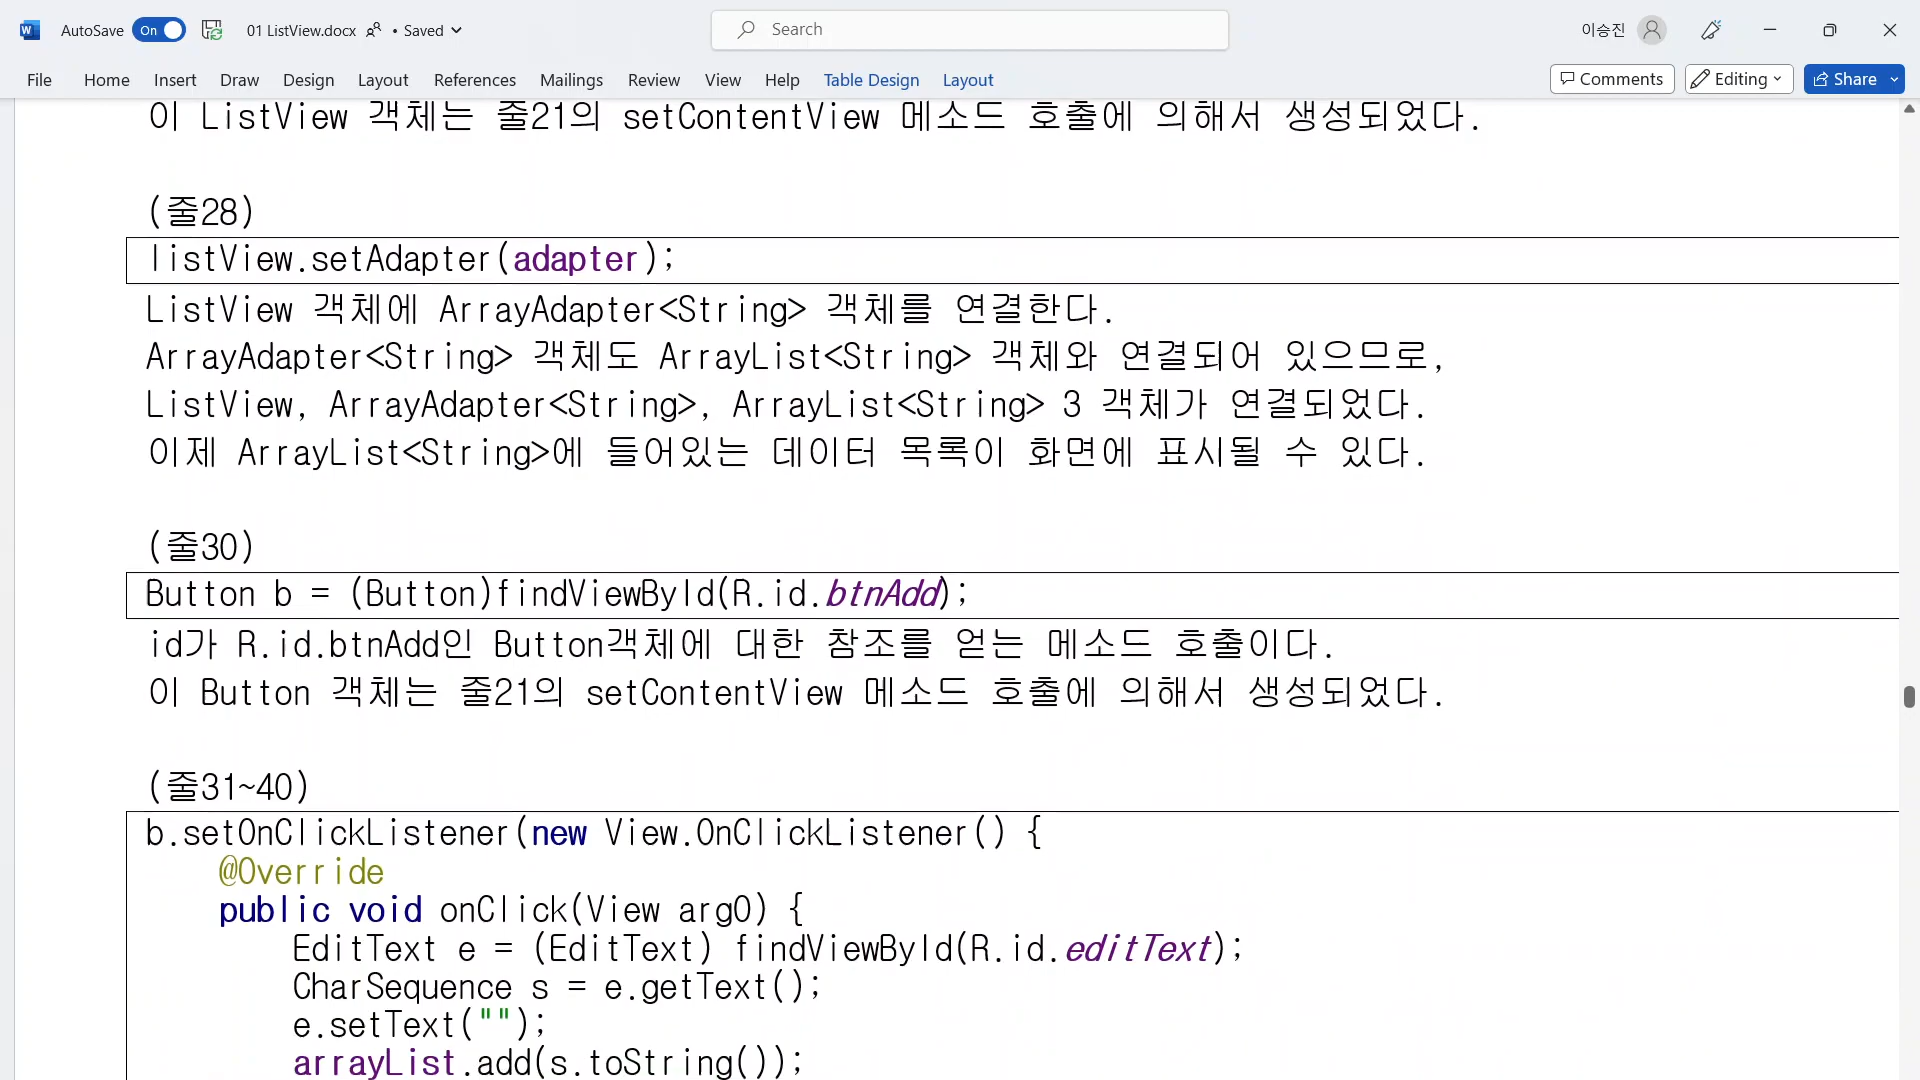 AutoSave On 01 ListView.docx • Saved Search 이승진
File Home Insert Draw Design Layout References Mailings Review View Help Table Design Layout Comments Editing Share
이 ListView 객체는 줄21의 setContentView 메소드 호출에 의해서 생성되었다.
(줄28)
listView.setAdapter(adapter);
ListView 객체에 ArrayAdapter<String> 객체를 연결한다.
ArrayAdapter<String> 객체도 ArrayList<String> 객체와 연결되어 있으므로,
ListView, ArrayAdapter<String>, ArrayList<String> 3 객체가 연결되었다.
이제 ArrayList<String>에 들어있는 데이터 목록이 화면에 표시될 수 있다.
(줄30)
Button b = (Button)findViewById(R.id.btnAdd);
id가 R.id.btnAdd인 Button객체에 대한 참조를 얻는 메소드 호출이다.
이 Button 객체는 줄21의 setContentView 메소드 호출에 의해서 생성되었다.
(줄31~40)
b.setOnClickListener(new View.OnClickListener() {
@Override
public void onClick(View arg0) {
EditText e = (EditText) findViewById(R.id.editText);
CharSequence s = e.getText();
e.setText("");
arrayList.add(s.toString());